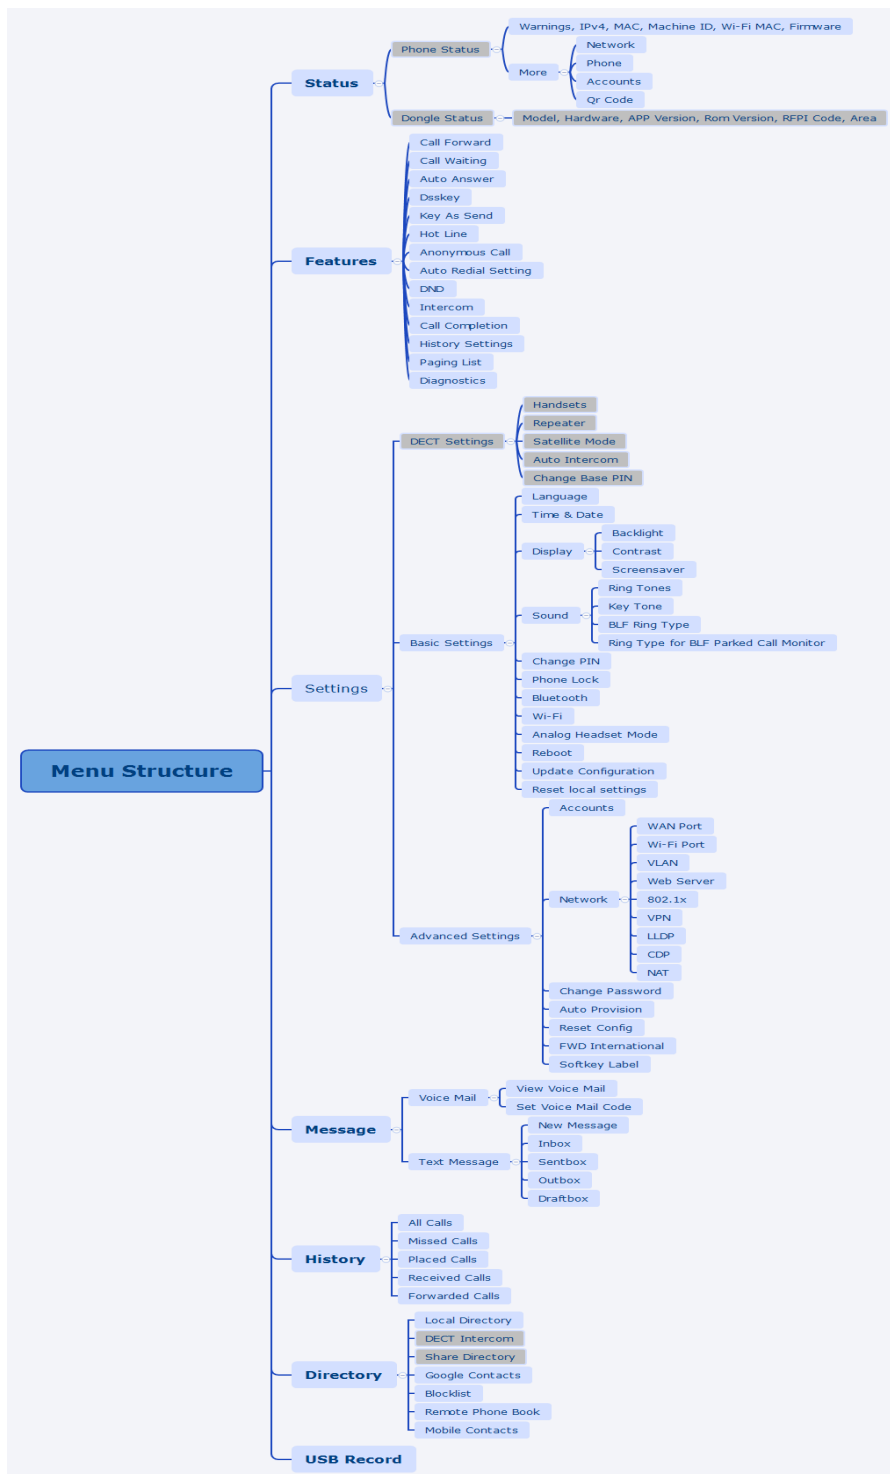 Menu Structure
Status
Phone Status
Warnings, IPv4, MAC, Machine ID, Wi-Fi MAC, Firmware
More
Network
Phone
Accounts
Qr Code
Dongle Status
Model, Hardware, APP Version, Rom Version, RFPI Code, Area
Features
Call Forward
Call Waiting
Auto Answer
Dsskey
Key As Send
Hot Line
Anonymous Call
Auto Redial Setting
DND
Intercom
Call Completion
History Settings
Paging List
Diagnostics
Settings
DECT Settings
Handsets
Repeater
Satellite Mode
Auto Intercom
Change Base PIN
Basic Settings
Language
Time & Date
Display
Backlight
Contrast
Screensaver
Sound
Ring Tones
Key Tone
BLF Ring Type
Ring Type for BLF Parked Call Monitor
Change PIN
Phone Lock
Bluetooth
Wi-Fi
Analog Headset Mode
Reboot
Update Configuration
Reset local settings
Advanced Settings
Accounts
Network
WAN Port
Wi-Fi Port
VLAN
Web Server
802.1x
VPN
LLDP
CDP
NAT
Change Password
Auto Provision
Reset Config
FWD International
Softkey Label
Message
Voice Mail
View Voice Mail
Set Voice Mail Code
Text Message
New Message
Inbox
Sentbox
Outbox
Draftbox
History
All Calls
Missed Calls
Placed Calls
Received Calls
Forwarded Calls
Directory
Local Directory
DECT Intercom
Share Directory
Google Contacts
Blocklist
Remote Phone Book
Mobile Contacts
USB Record